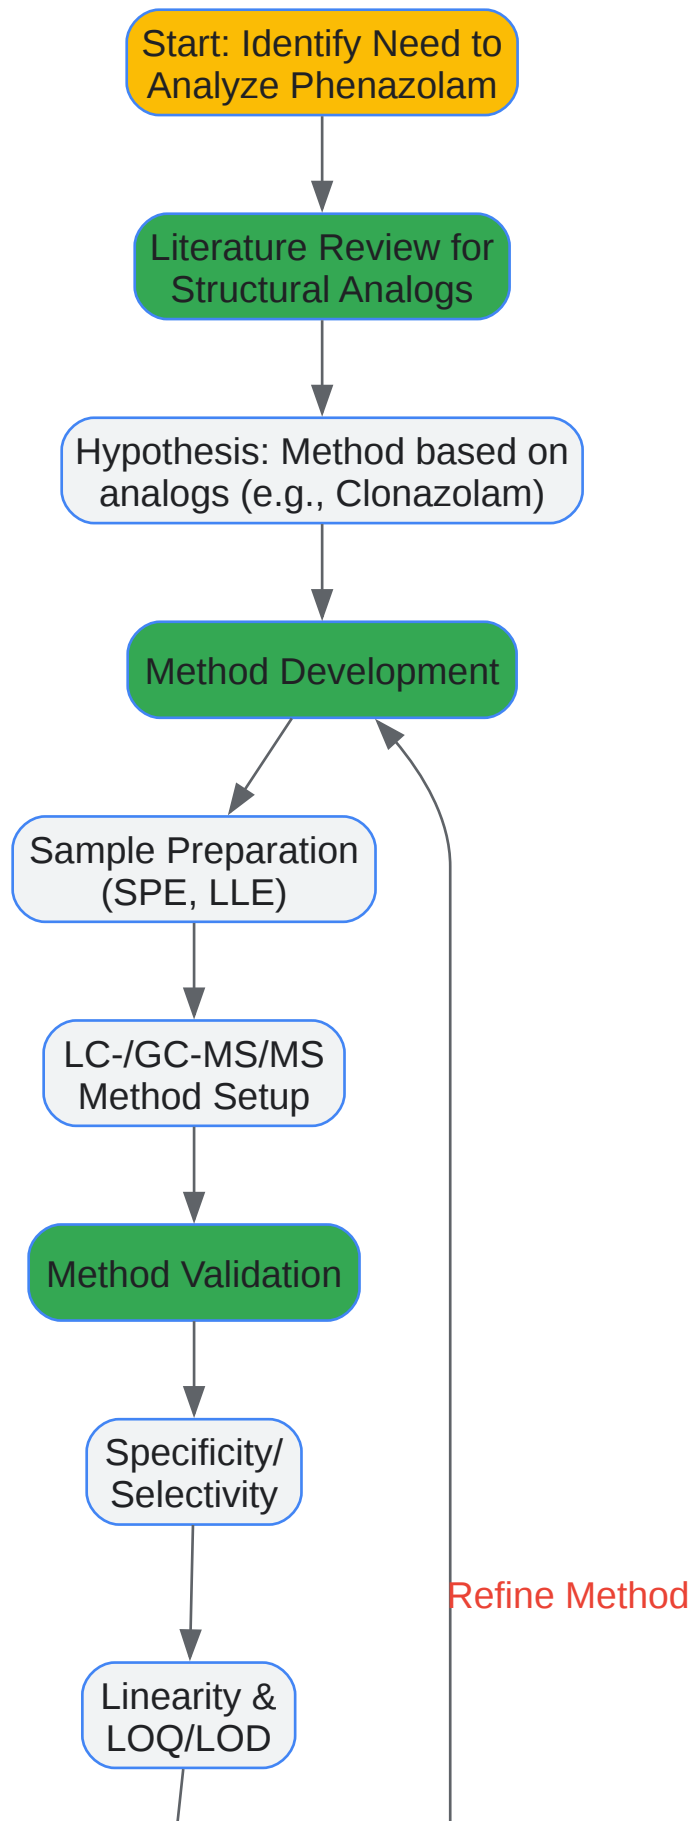 Start: Identify Need to
Analyze Phenazolam
Literature Review for
Structural Analogs
Hypothesis: Method based on
analogs (e.g., Clonazolam)
Method Development
Sample Preparation
(SPE, LLE)
LC-/GC-MS/MS
Method Setup
Method Validation
Specificity/
Selectivity
Refine Method
Linearity &
LOQ/LOD